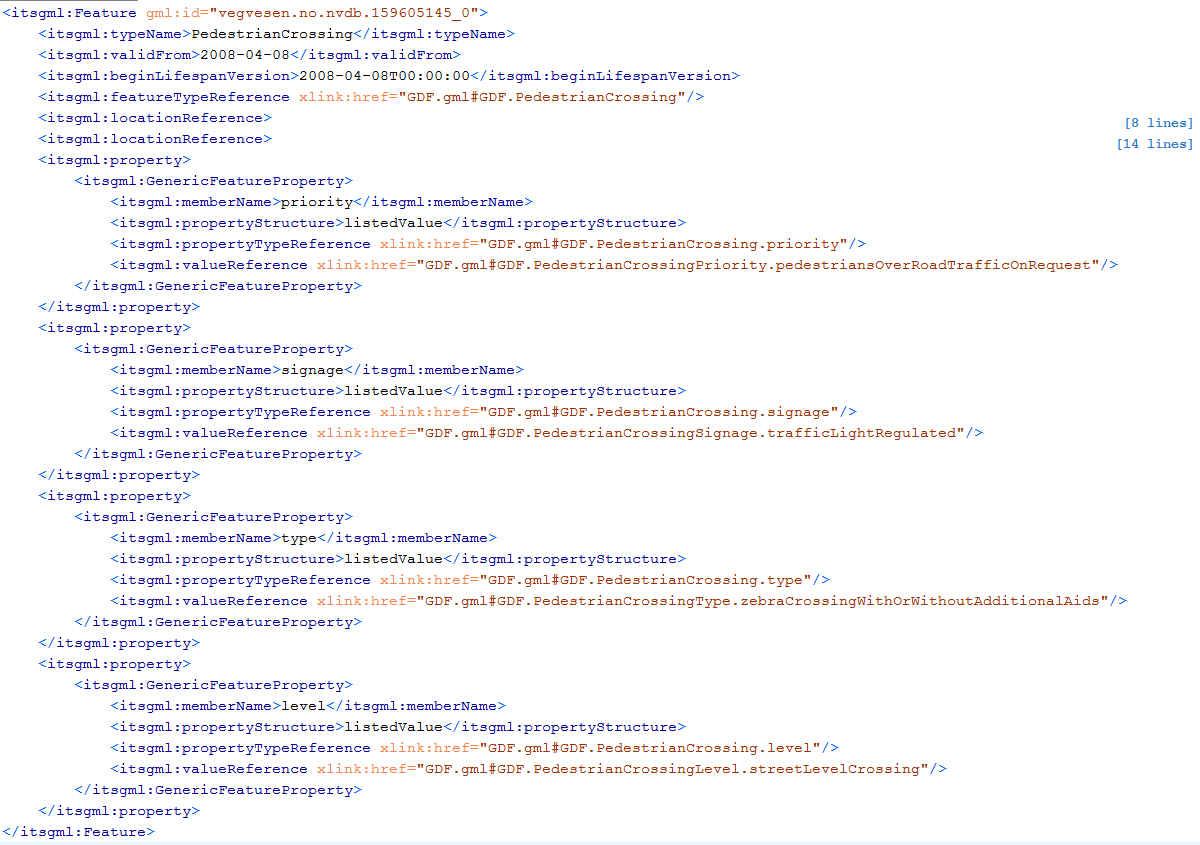 <itsgml:Feature gml:id="vegvesen.no.nvdb.159605145_0">
<itsgml:typeName>PedestrianCrossing</itsgml:typeName>
<itsgml:validFrom>2008-04-08</itsgml:validFrom>
<itsgml:beginLifespanVersion>2008-04-08T00:00:00</itsgml:beginLifespanVersion>
<itsgml:featureTypeReference xlink:href="GDF.gml#GDF.PedestrianCrossing"/>
<itsgml:locationReference> [8 lines]
<itsgml:locationReference> [14 lines]
<itsgml:property>
<itsgml:GenericFeatureProperty>
<itsgml:memberName>priority</itsgml:memberName>
<itsgml:propertyStructure>listedValue</itsgml:propertyStructure>
<itsgml:propertyTypeReference xlink:href="GDF.gml#GDF.PedestrianCrossing.priority"/>
<itsgml:valueReference xlink:href="GDF.gml#GDF.PedestrianCrossingPriority.pedestriansOverRoadTrafficOnRequest"/>
</itsgml:GenericFeatureProperty>
</itsgml:property>
<itsgml:property>
<itsgml:GenericFeatureProperty>
<itsgml:memberName>signage</itsgml:memberName>
<itsgml:propertyStructure>listedValue</itsgml:propertyStructure>
<itsgml:propertyTypeReference xlink:href="GDF.gml#GDF.PedestrianCrossing.signage"/>
<itsgml:valueReference xlink:href="GDF.gml#GDF.PedestrianCrossingSignage.trafficLightRegulated"/>
</itsgml:GenericFeatureProperty>
</itsgml:property>
<itsgml:property>
<itsgml:GenericFeatureProperty>
<itsgml:memberName>type</itsgml:memberName>
<itsgml:propertyStructure>listedValue</itsgml:propertyStructure>
<itsgml:propertyTypeReference xlink:href="GDF.gml#GDF.PedestrianCrossing.type"/>
<itsgml:valueReference xlink:href="GDF.gml#GDF.PedestrianCrossingType.zebraCrossingWithOrWithoutAdditionalAids"/>
</itsgml:GenericFeatureProperty>
</itsgml:property>
<itsgml:property>
<itsgml:GenericFeatureProperty>
<itsgml:memberName>level</itsgml:memberName>
<itsgml:propertyStructure>listedValue</itsgml:propertyStructure>
<itsgml:propertyTypeReference xlink:href="GDF.gml#GDF.PedestrianCrossing.level"/>
<itsgml:valueReference xlink:href="GDF.gml#GDF.PedestrianCrossingLevel.streetLevelCrossing"/>
</itsgml:GenericFeatureProperty>
</itsgml:property>
</itsgml:Feature>